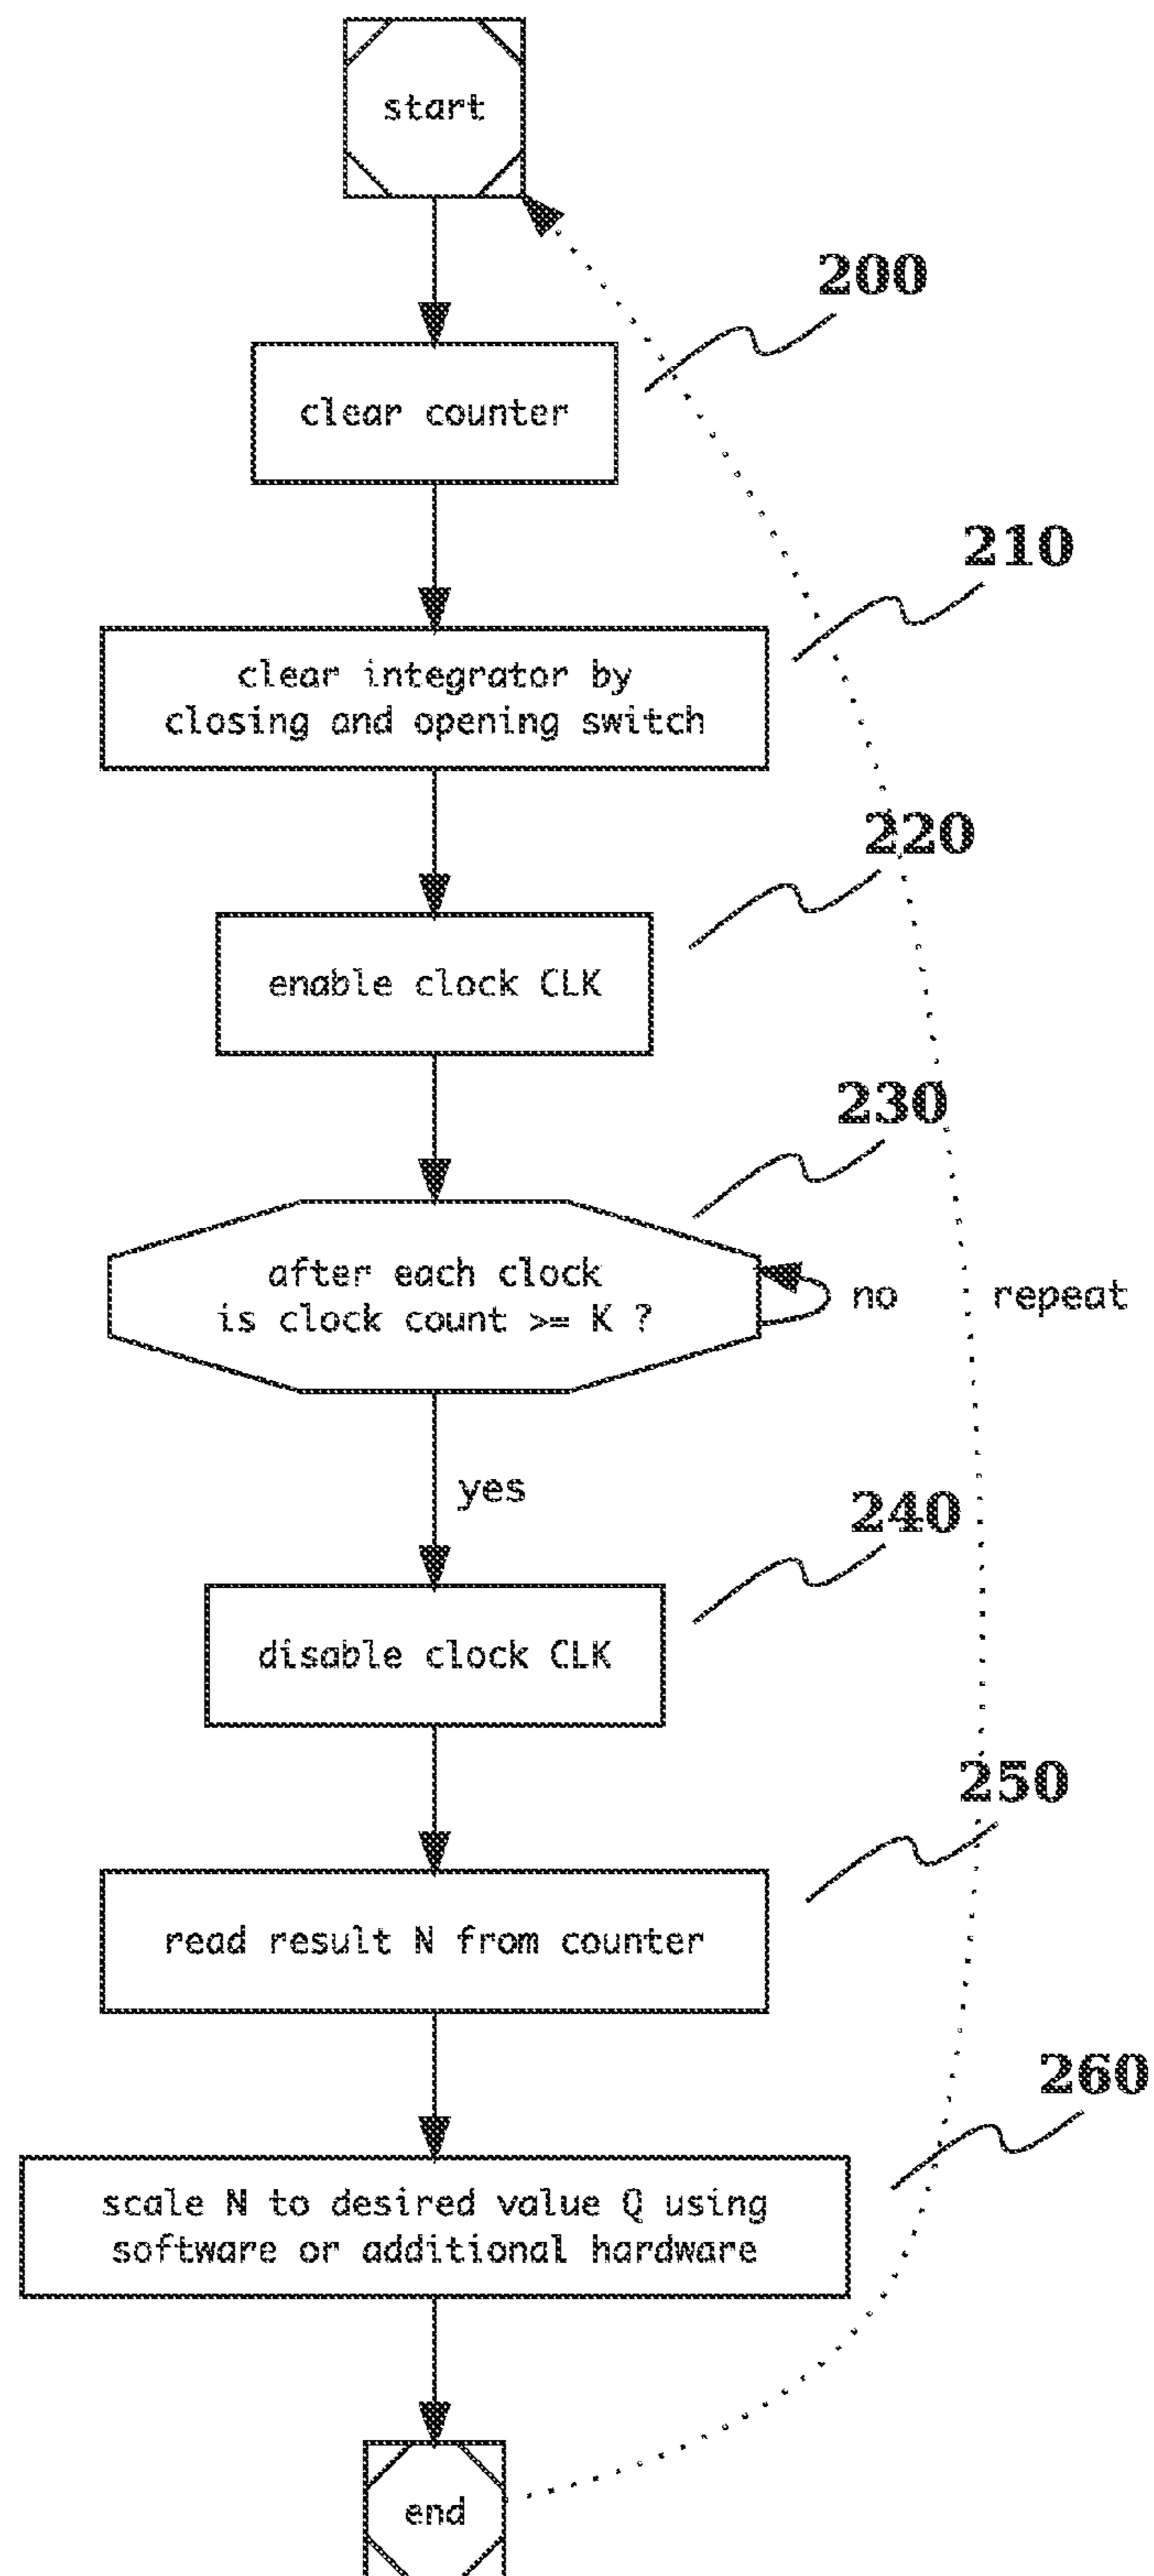 start
200
clear counter
210
clear integrator by
closing and opening switch
220
enable clock CLK
230
after each clock
is clock count >= K ?
no
repeat
yes
240
disable clock CLK
250
read result N from counter
260
scale N to desired value Q using
software or additional hardware
end